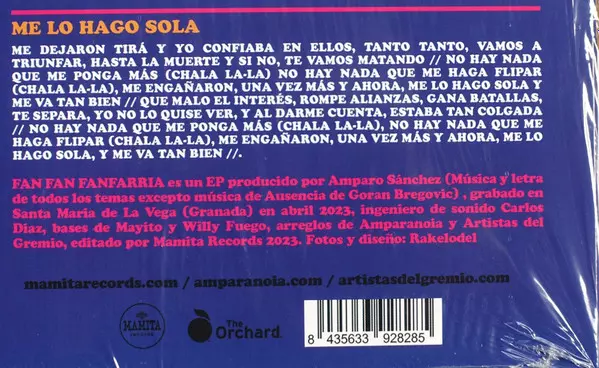 ME LO HAGO SOLA
ME DEJARON TIRÁ Y YO CONFIABA EN ELLOS, TANTO TANTO, VAMOS A
TRIUNFAR, HASTA LA MUERTE Y SI NO, TE VAMOS MATANDO // NO HAY NADA
QUE ME PONGA MÁS (CHALA LA-LA) NO HAY NADA QUE ME HAGA FLIPAR
(CHALA LA-LA), ME ENGAÑARON, UNA VEZ MÁS Y AHORA, ME LO HAGO SOLA Y
ME VA TAN BIEN // QUE MALO EL INTERÉS, ROMPE ALIANZAS, GANA BATALLAS,
TE SEPARA, YO NO LO QUISE VER, Y AL DARME CUENTA, ESTABA TAN COLGADA
// NO HAY NADA QUE ME PONGA MÁS (CHALA LA-LA), NO HAY NADA QUE ME
HAGA FLIPAR (CHALA LA-LA), ME ENGAÑARON, UNA VEZ MÁS Y AHORA, ME LO
HAGO SOLA, Y ME VA TAN BIEN //.
FAN FAN FANFARRIA es un EP producido por Amparo Sánchez (Música y letra
de todos los temas excepto música de Ausencia de Goran Bregovic) , grabado en
Santa Maria de La Vega (Granada) en abril 2023, ingeniero de sonido Carlos
Díaz, bases de Mayito y Willy Fuego, arreglos de Amparanoia y Artistas del
Gremio, editado por Mamita Records 2023. Fotos y diseño: Rakelodel
mamitarecords.com / amparanoia.com / artistasdelgremio.com
MAMITA
RECORDS
The
Orchard
8 435633 928285